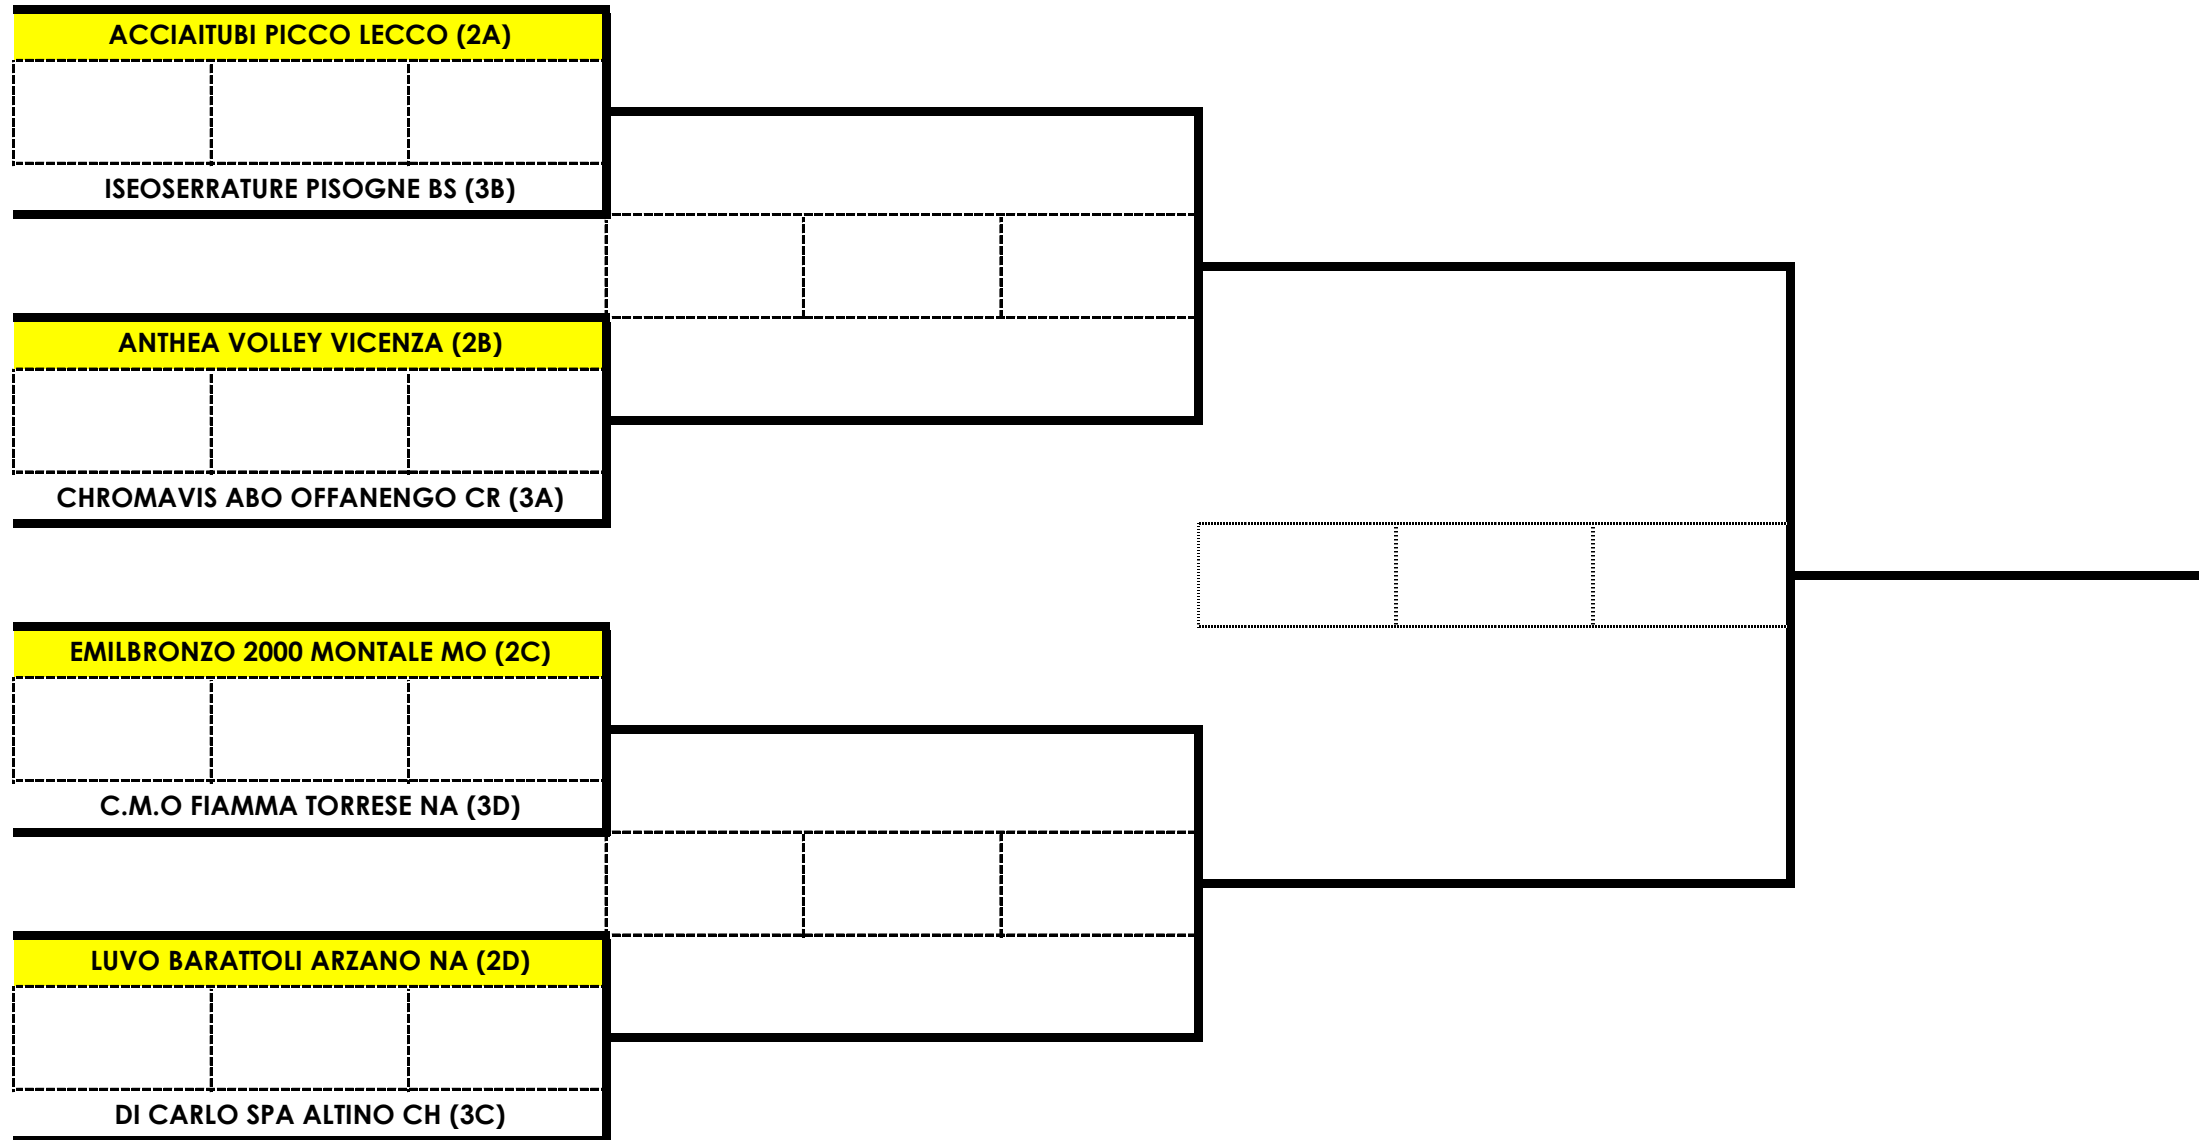 ACCIAITUBI PICCO LECCO (2A)
ISEOSERRATURE PISOGNE BS (3B)
ANTHEA VOLLEY VICENZA (2B)
CHROMAVIS ABO OFFANENGO CR (3A)
EMILBRONZO 2000 MONTALE MO (2C)
C.M.O FIAMMA TORRESE NA (3D)
LUVO BARATTOLI ARZANO NA (2D)
DI CARLO SPA ALTINO CH (3C)